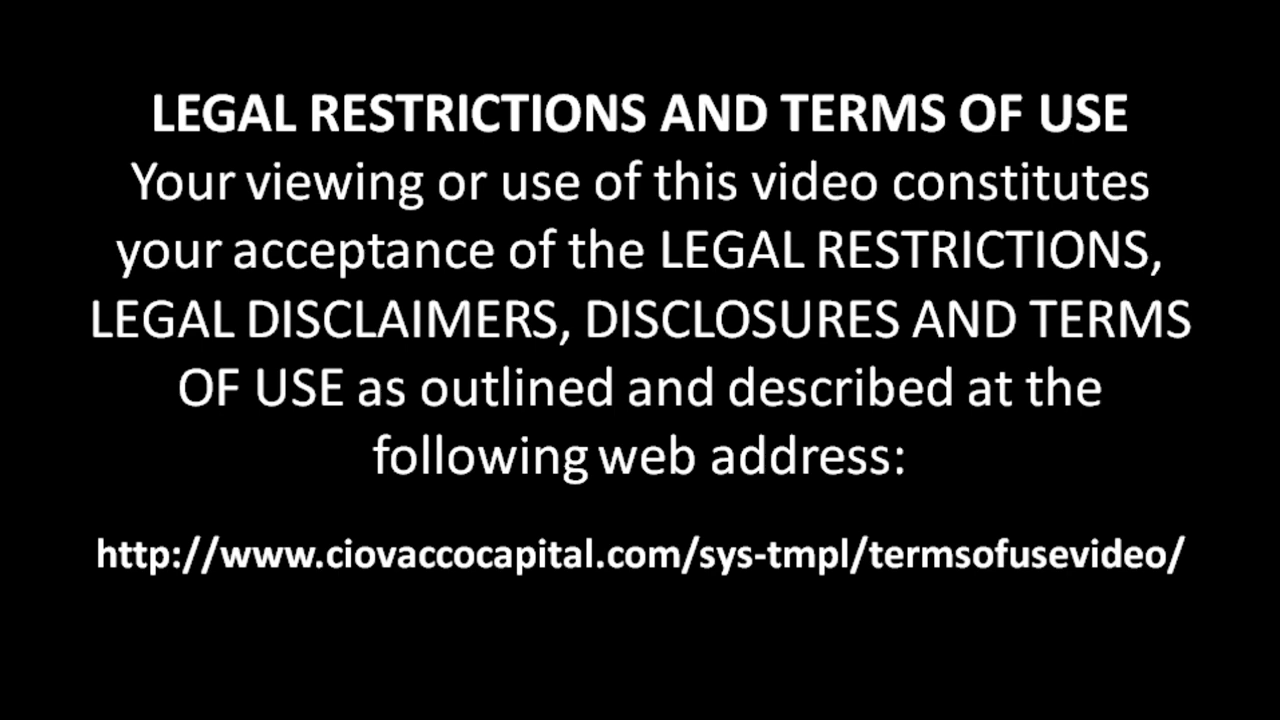 LEGAL RESTRICTIONS AND TERMS OF USE
Your viewing or use of this video constitutes
your acceptance of the LEGAL RESTRICTIONS,
LEGAL DISCLAIMERS, DISCLOSURES AND TERMS
OF USE as outlined and described at the
following web address:
http://www.ciovaccocapital.com/sys-tmpl/termsofusevideo/